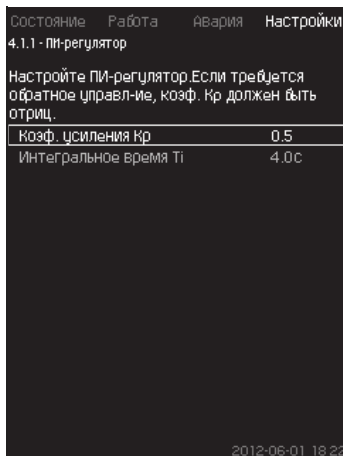 Состояние Работа Авария Настройки
4.1.1 - ПИ-регулятор
Настройте ПИ-регулятор.Если требуется
обратное управл-ие, коэф. Кр должен быть
отриц.
Коэф. усиления Кр 0.5
Интегральное время Ti 4.0с
2012-06-01 18:22